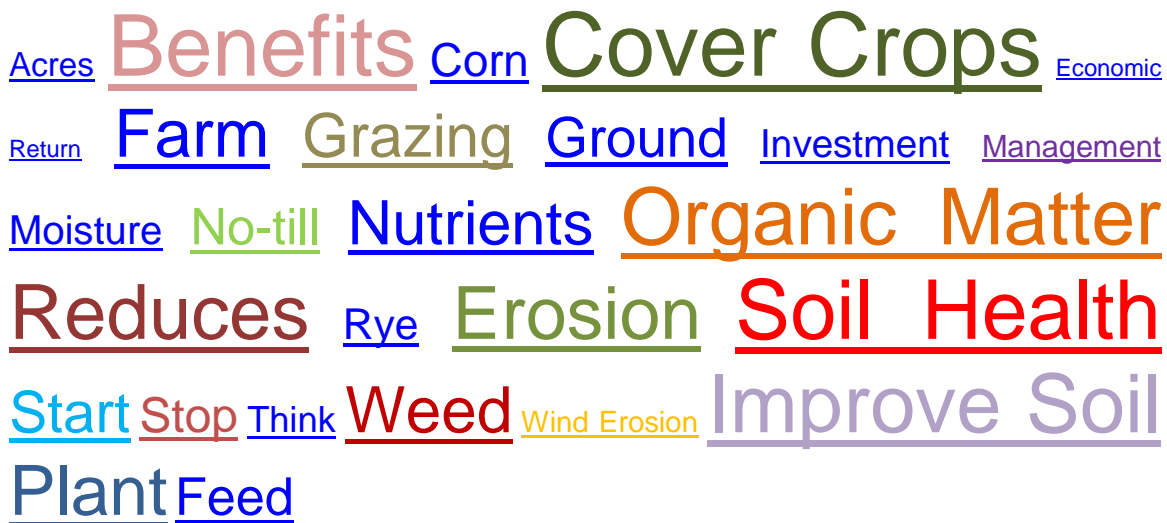 Acres Benefits Corn Cover Crops Economic
Return Farm Grazing Ground Investment Management
Moisture No-till Nutrients Organic Matter
Reduces Rye Erosion Soil Health
Start Stop Think Weed Wind Erosion Improve Soil
Plant Feed